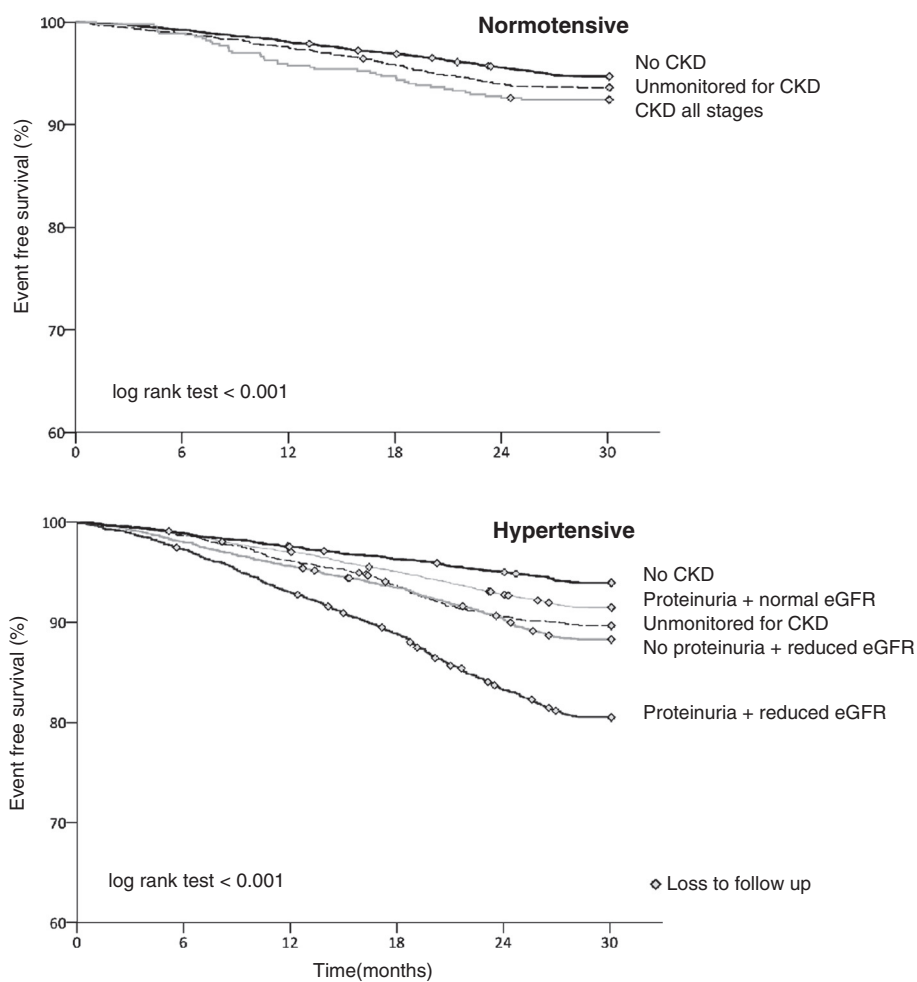 Normotensive
100
90
80
70
60
Event free survival (%)
No CKD
Unmonitored for CKD
CKD all stages
log rank test < 0.001
0 6 12 18 24 30
Hypertensive
100
90
80
70
60
Event free survival (%)
No CKD
Proteinuria + normal eGFR
Unmonitored for CKD
No proteinuria + reduced eGFR
Proteinuria + reduced eGFR
log rank test < 0.001
Loss to follow up
0 6 12 18 24 30
Time(months)